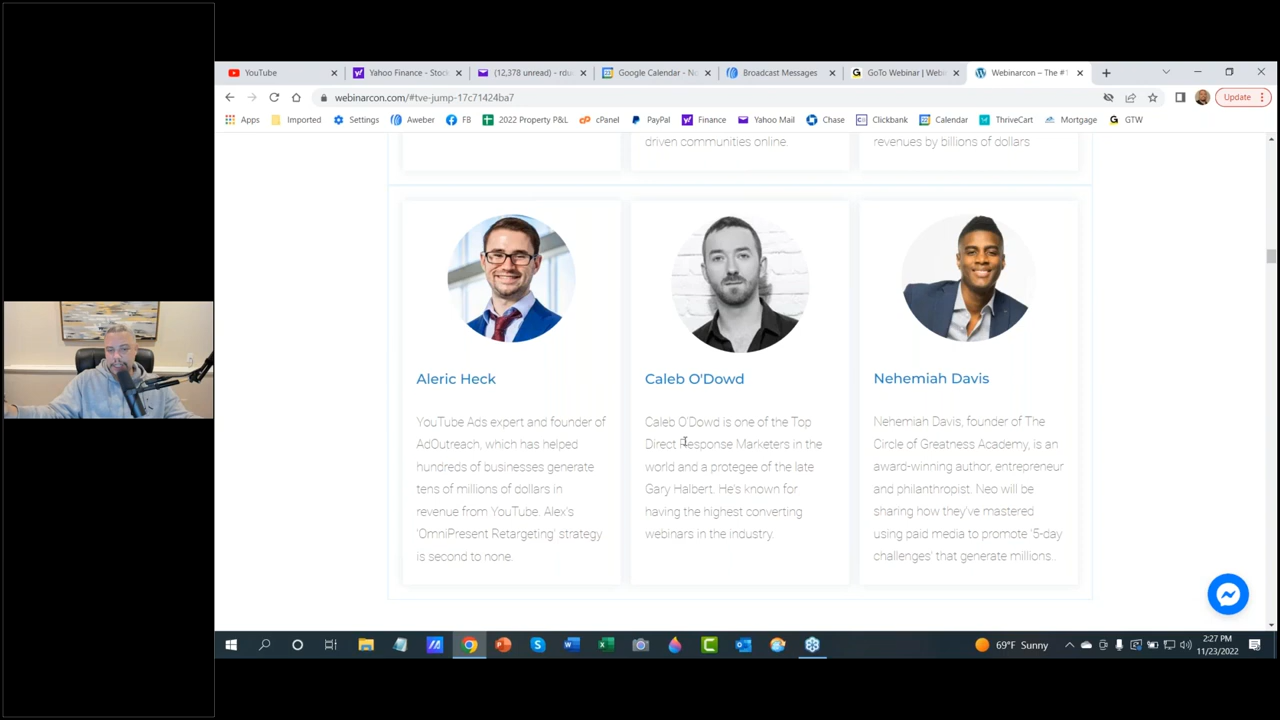 YouTube
Yahoo Finance - Stock
(12,378 unread) - rdu
Google Calendar - No
Broadcast Messages
GoTo Webinar | Web
Webinarcon – The #1
webinarcon.com/#tve-jump-17c71424ba7
Update
Apps
Imported
Settings
Aweber
FB
2022 Property P&L
cPanel
PayPal
Finance
Yahoo Mail
Chase
Clickbank
Calendar
ThriveCart
Mortgage
GTW
driven communities online.
revenues by billions of dollars
Aleric Heck
YouTube Ads expert and founder of
AdOutreach, which has helped
hundreds of businesses generate
tens of millions of dollars in
revenue from YouTube. Alex's
'OmniPresent Retargeting' strategy
is second to none.
Caleb O'Dowd
Caleb O'Dowd is one of the Top
Direct Response Marketers in the
world and a protegee of the late
Gary Halbert. He's known for
having the highest converting
webinars in the industry.
Nehemiah Davis
Nehemiah Davis, founder of The
Circle of Greatness Academy, is an
award-winning author, entrepreneur
and philanthropist. Neo will be
sharing how they've mastered
using paid media to promote '5-day
challenges' that generate millions..
69°F Sunny
2:27 PM
11/23/2022